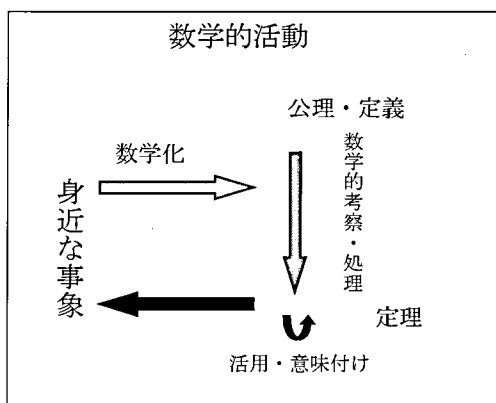 数学的活動
公理・定義
数学化
数学的考察・処理
身近な事象
定理
活用・意味付け